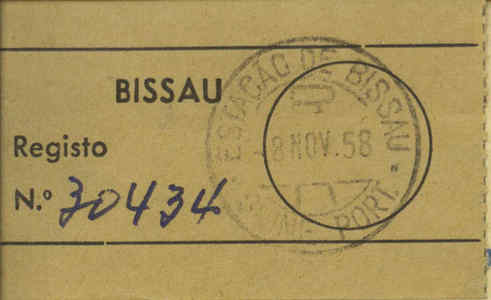 BISSAU
Registo
N.º 30434
ESTAÇÃO DE BISSAU
8 NOV. 58
PORT.